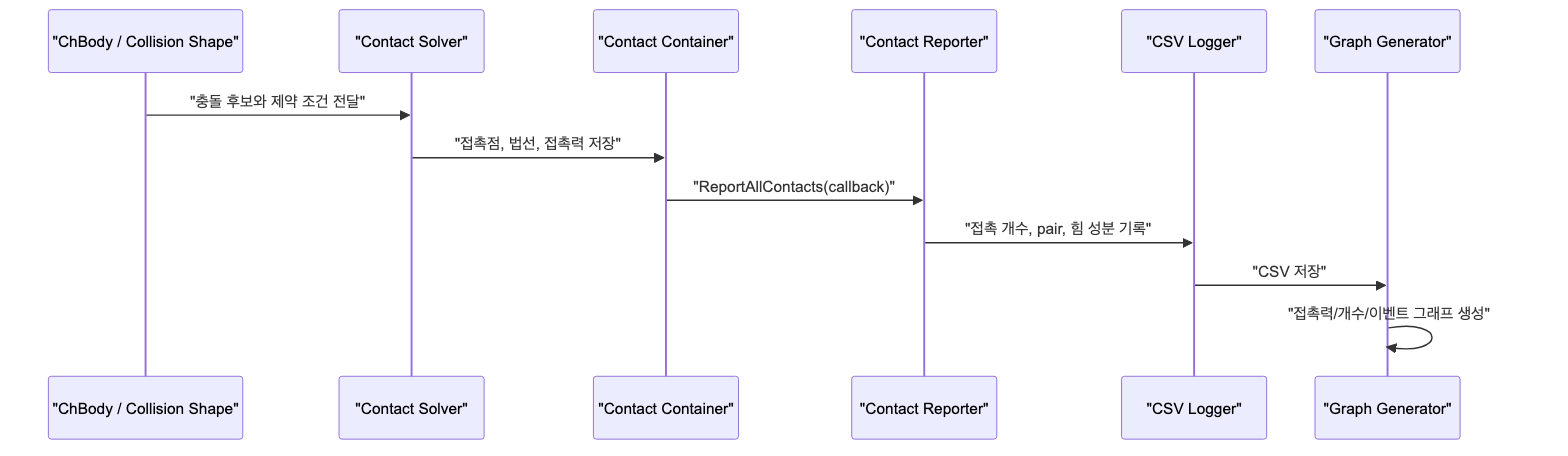 "ChBody / Collision Shape"
"Contact Solver"
"Contact Container"
"Contact Reporter"
"CSV Logger"
"Graph Generator"
"충돌 후보와 제약 조건 전달"
"접촉점, 법선, 접촉력 저장"
"ReportAllContacts(callback)"
"접촉 개수, pair, 힘 성분 기록"
"CSV 저장"
"접촉력/개수/이벤트 그래프 생성"
"ChBody / Collision Shape"
"Contact Solver"
"Contact Container"
"Contact Reporter"
"CSV Logger"
"Graph Generator"